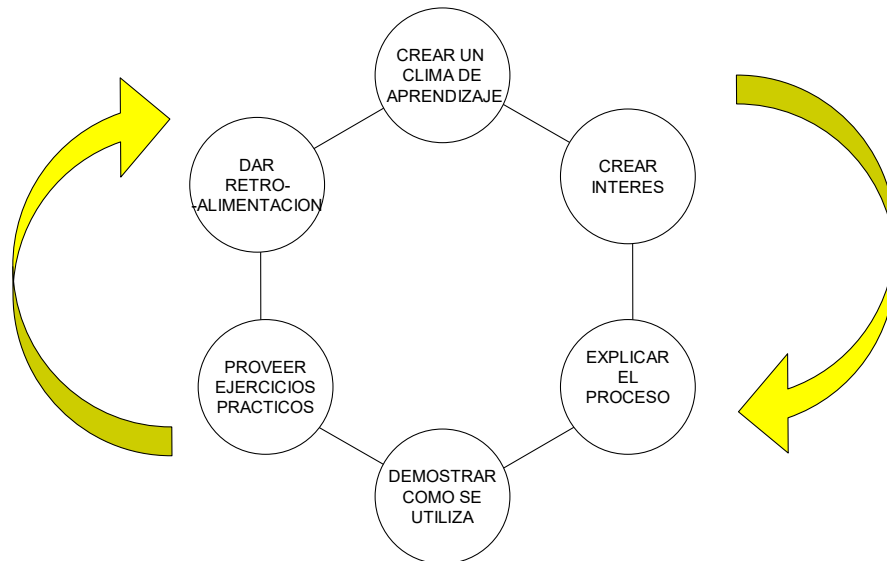 CREAR UN
CLIMA DE
APRENDIZAJE
CREAR
INTERES
EXPLICAR
EL
PROCESO
DEMOSTRAR
COMO SE
UTILIZA
PROVEER
EJERCICIOS
PRACTICOS
DAR
RETRO-
-ALIMENTACION